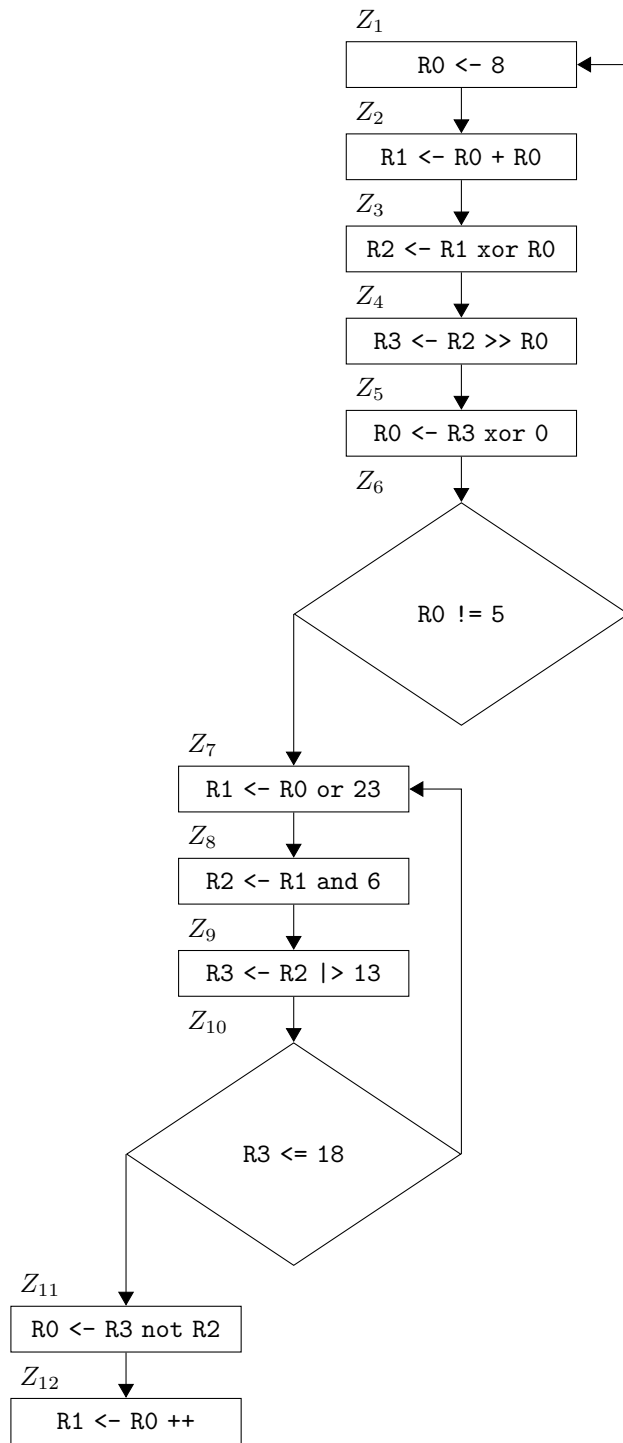 Z₁
R0 <- 8
Z₂
R1 <- R0 + R0
Z₃
R2 <- R1 xor R0
Z₄
R3 <- R2 >> R0
Z₅
R0 <- R3 xor 0
Z₆
R0 != 5
Z₇
R1 <- R0 or 23
Z₈
R2 <- R1 and 6
Z₉
R3 <- R2 |> 13
Z₁₀
R3 <= 18
Z₁₁
R0 <- R3 not R2
Z₁₂
R1 <- R0 ++